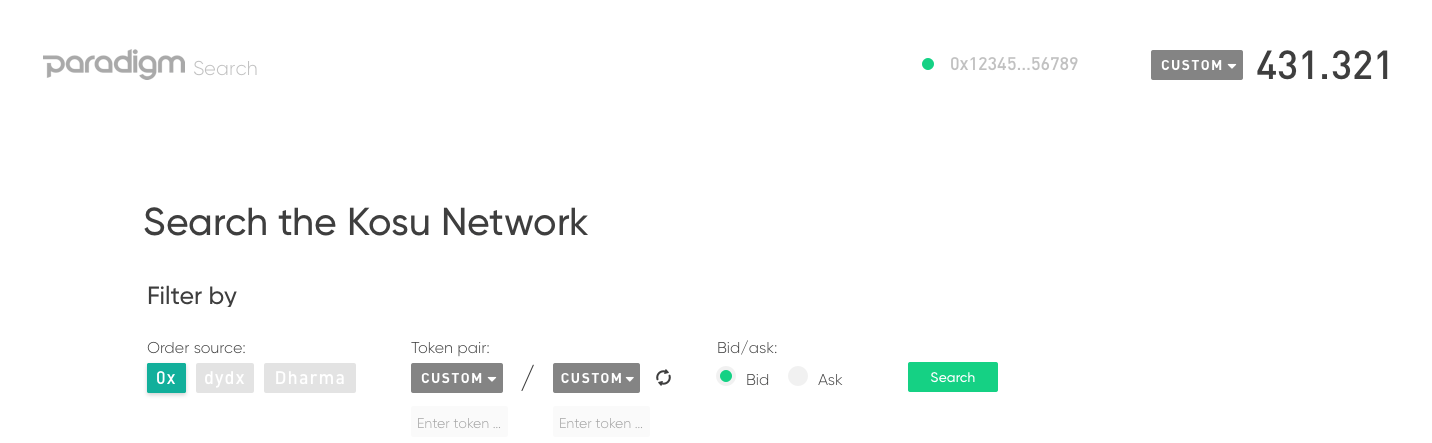 paradigm Search 0x12345...56789 CUSTOM 431.321
Search the Kosu Network
Filter by
Order source: Token pair: Bid/ask:
0x dydx Dharma CUSTOM / CUSTOM Bid Ask Search
Enter token ... Enter token ...